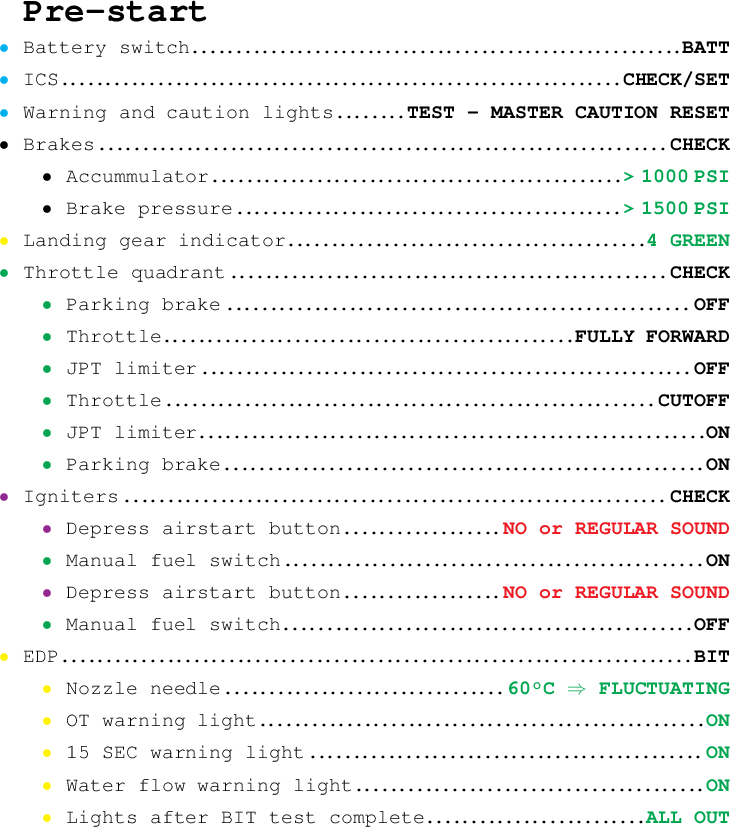 Pre-start
• Battery switch........................................................BATT
• ICS................................................................CHECK/SET
• Warning and caution lights........TEST - MASTER CAUTION RESET
• Brakes.................................................................CHECK
• Accummulator...............................................> 1000 PSI
• Brake pressure............................................> 1500 PSI
• Landing gear indicator.........................................4 GREEN
• Throttle quadrant..................................................CHECK
• Parking brake.....................................................OFF
• Throttle...............................................FULLY FORWARD
• JPT limiter........................................................OFF
• Throttle........................................................CUTOFF
• JPT limiter..........................................................ON
• Parking brake.......................................................ON
• Igniters..............................................................CHECK
• Depress airstart button..................NO or REGULAR SOUND
• Manual fuel switch................................................ON
• Depress airstart button..................NO or REGULAR SOUND
• Manual fuel switch...............................................OFF
• EDP........................................................................BIT
• Nozzle needle................................60°C ⇒ FLUCTUATING
• OT warning light...................................................ON
• 15 SEC warning light.............................................ON
• Water flow warning light........................................ON
• Lights after BIT test complete.........................ALL OUT